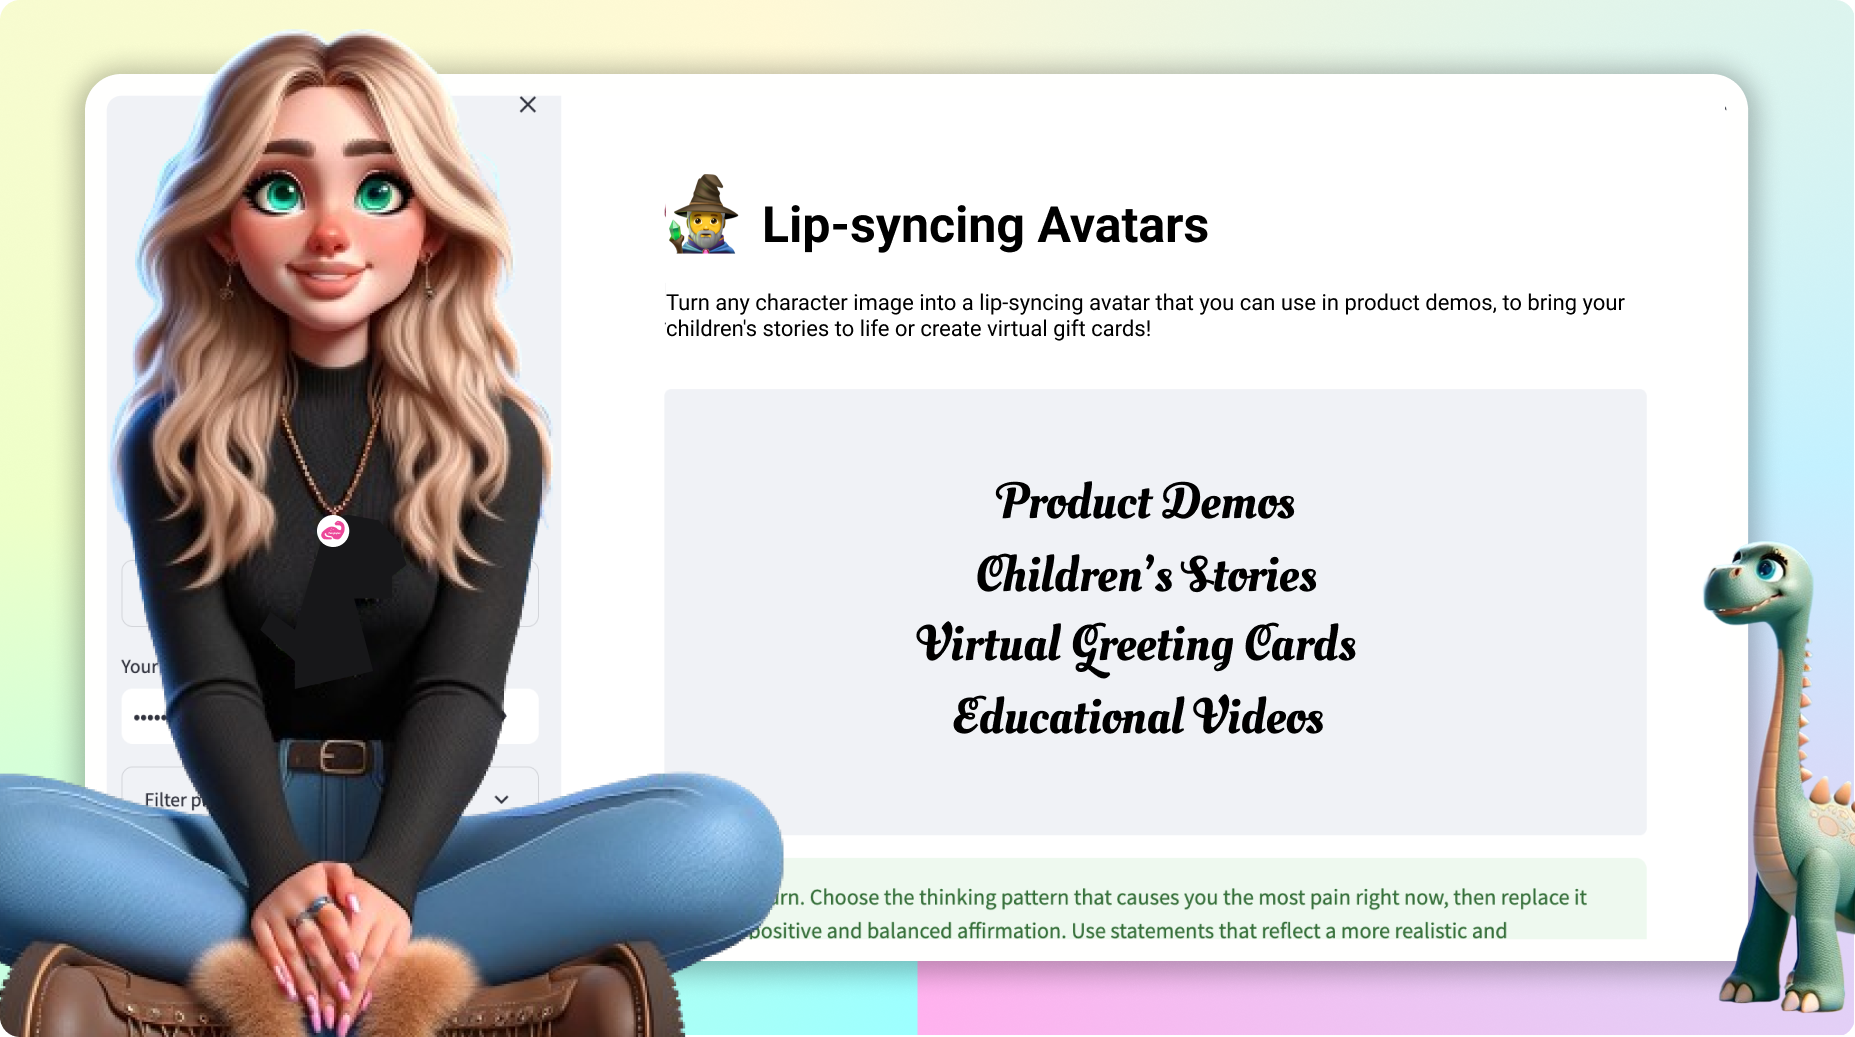 Lip-syncing Avatars
Turn any character image into a lip-syncing avatar that you can use in product demos, to bring your
children's stories to life or create virtual gift cards!
Product Demos
Children's Stories
Virtual Greeting Cards
Educational Videos
Your
Filter
Choose the thinking pattern that causes you the most pain right now, then replace it
positive and balanced affirmation. Use statements that reflect a more realistic and